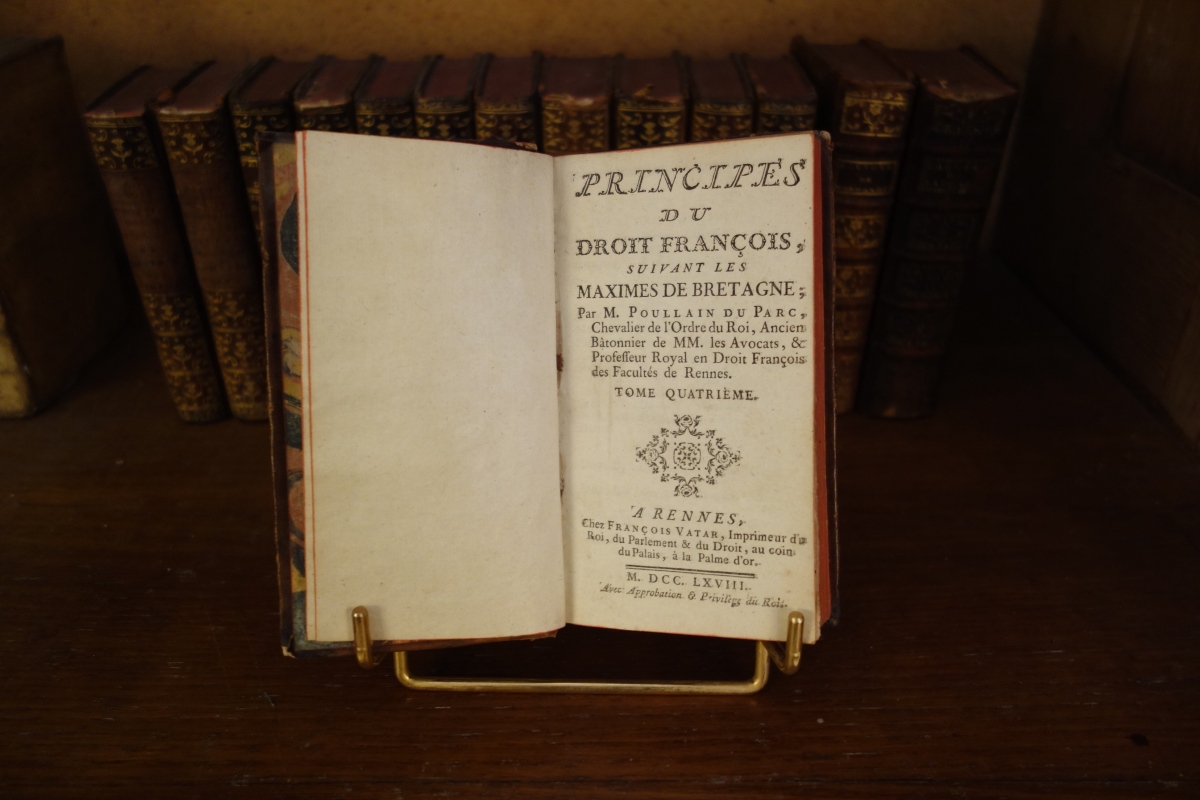 PRINCIPES
DU
DROIT FRANÇOIS,
SUIVANT LES
MAXIMES DE BRETAGNE;
Par M. POULLAIN DU PARC,
Chevalier de l'Ordre du Roi, Ancien
Bâtonnier de MM. les Avocats, &
Professeur Royal en Droit François
des Facultés de Rennes.
TOME QUATRIÈME.
A RENNES,
Chez FRANÇOIS VATAR, Imprimeur du
Roi, du Parlement & du Droit, au coin
du Palais, à la Palme d'or.
M. DCC. LXVIII.
Avec Approbation & Privilege du Roi.